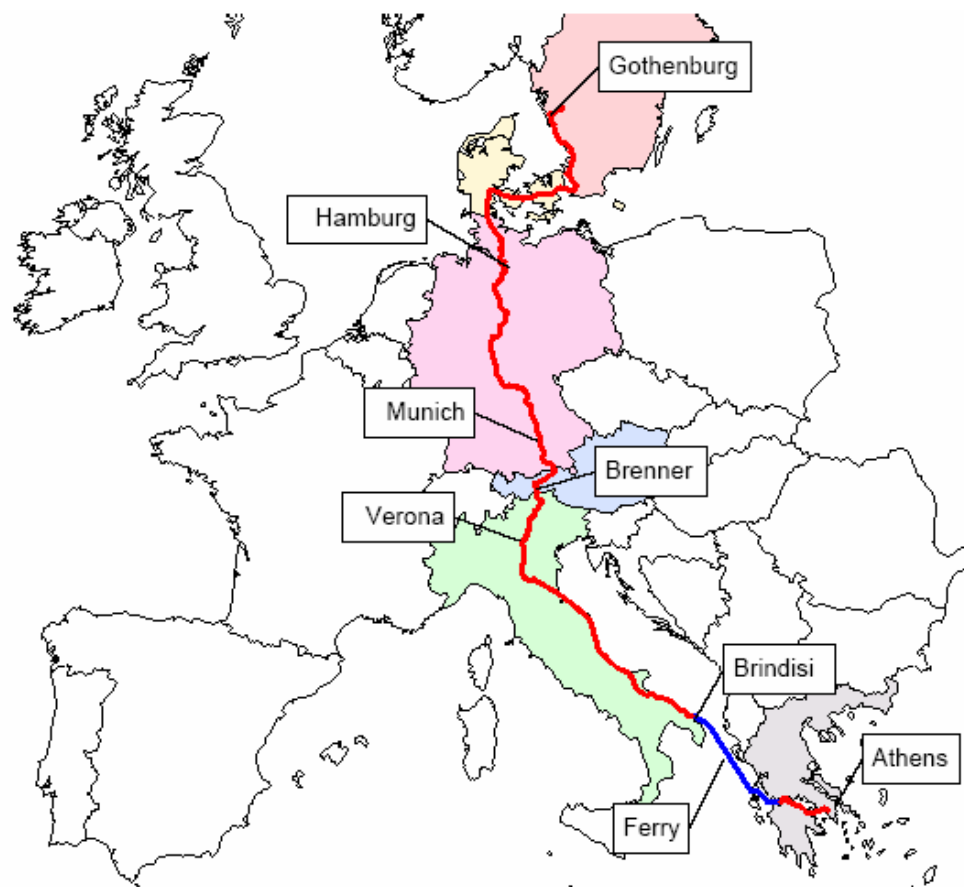 Gothenburg
Hamburg
Munich
Brenner
Verona
Brindisi
Athens
Ferry